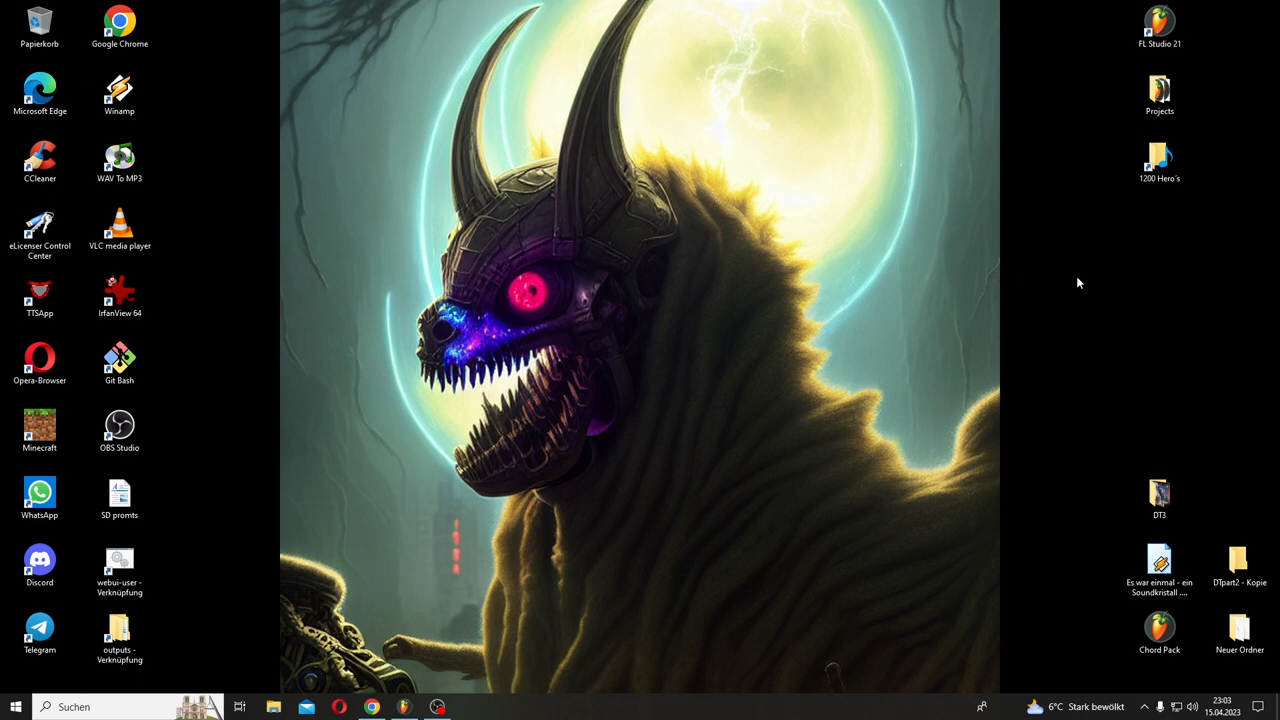 Papierkorb
Google Chrome
Microsoft Edge
Winamp
CCleaner
WAV To MP3
eLicenser Control
Center
VLC media player
TTSApp
IrfanView 64
Opera-Browser
Git Bash
Minecraft
OBS Studio
WhatsApp
SD promts
Discord
webui-user -
Verknüpfung
Telegram
outputs -
Verknüpfung
FL Studio 21
Projects
1200 Hero´s
DT3
Es war einmal - ein
Soundkristall ....
DTpart2 - Kopie
Chord Pack
Neuer Ordner
Suchen
6°C Stark bewölkt
23:03
15.04.2023